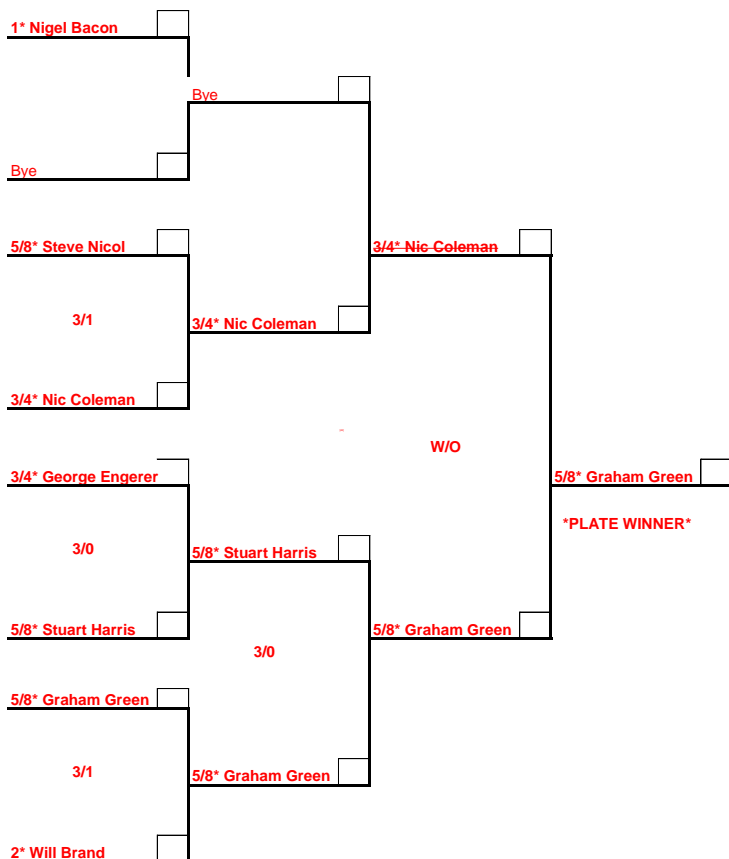 1* Nigel Bacon
Bye
Bye
5/8* Steve Nicol
3/4* Nic Coleman
3/1
3/4* Nic Coleman
3/4* Nic Coleman
W/O
3/4* George Engerer
5/8* Graham Green
*PLATE WINNER*
3/0
5/8* Stuart Harris
5/8* Stuart Harris
5/8* Graham Green
3/0
5/8* Graham Green
3/1
5/8* Graham Green
2* Will Brand